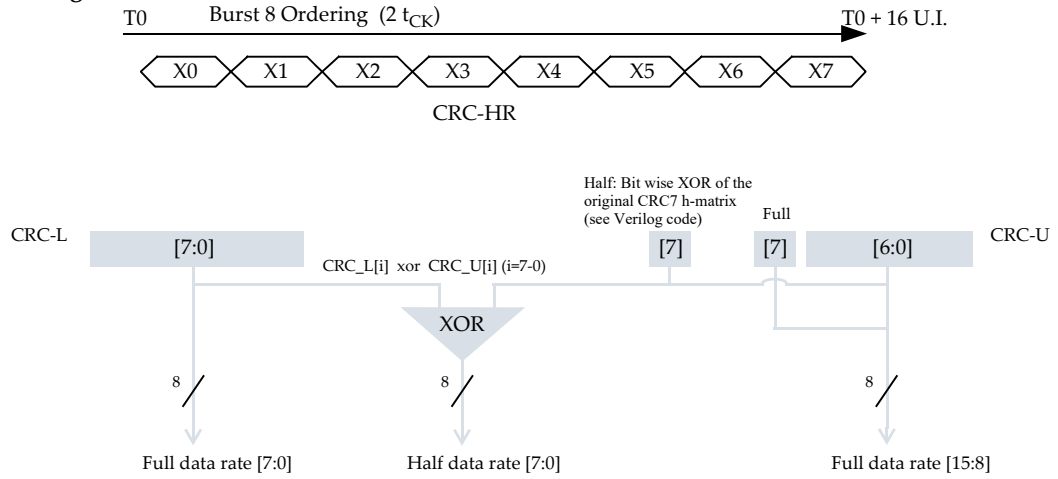 T0 Burst 8 Ordering (2 tCK) T0 + 16 U.I.
X0 X1 X2 X3 X4 X5 X6 X7
CRC-HR
Half: Bit wise XOR of the
original CRC7 h-matrix
(see Verilog code)
Full
CRC-L [7:0] [7] [7] [6:0] CRC-U
CRC_L[i] xor CRC_U[i] (i=7-0)
XOR
8 8 8
Full data rate [7:0] Half data rate [7:0] Full data rate [15:8]